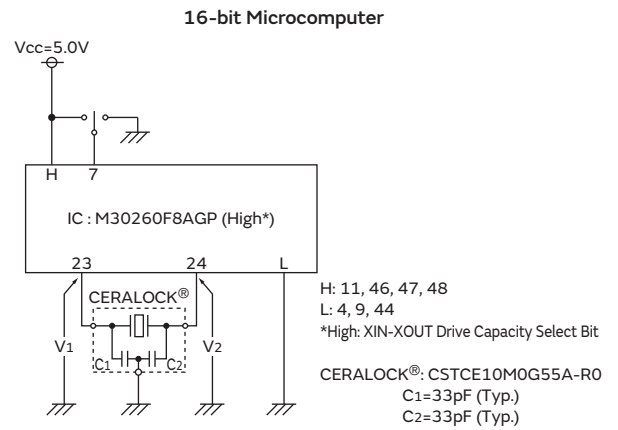 16-bit Microcomputer
Vcc=5.0V
H 7
IC : M30260F8AGP (High*)
23 24 L
CERALOCK®
V1 C1 C2 V2
H: 11, 46, 47, 48
L: 4, 9, 44
*High: XIN-XOUT Drive Capacity Select Bit
CERALOCK®: CSTCE10M0G55A-R0
C1=33pF (Typ.)
C2=33pF (Typ.)